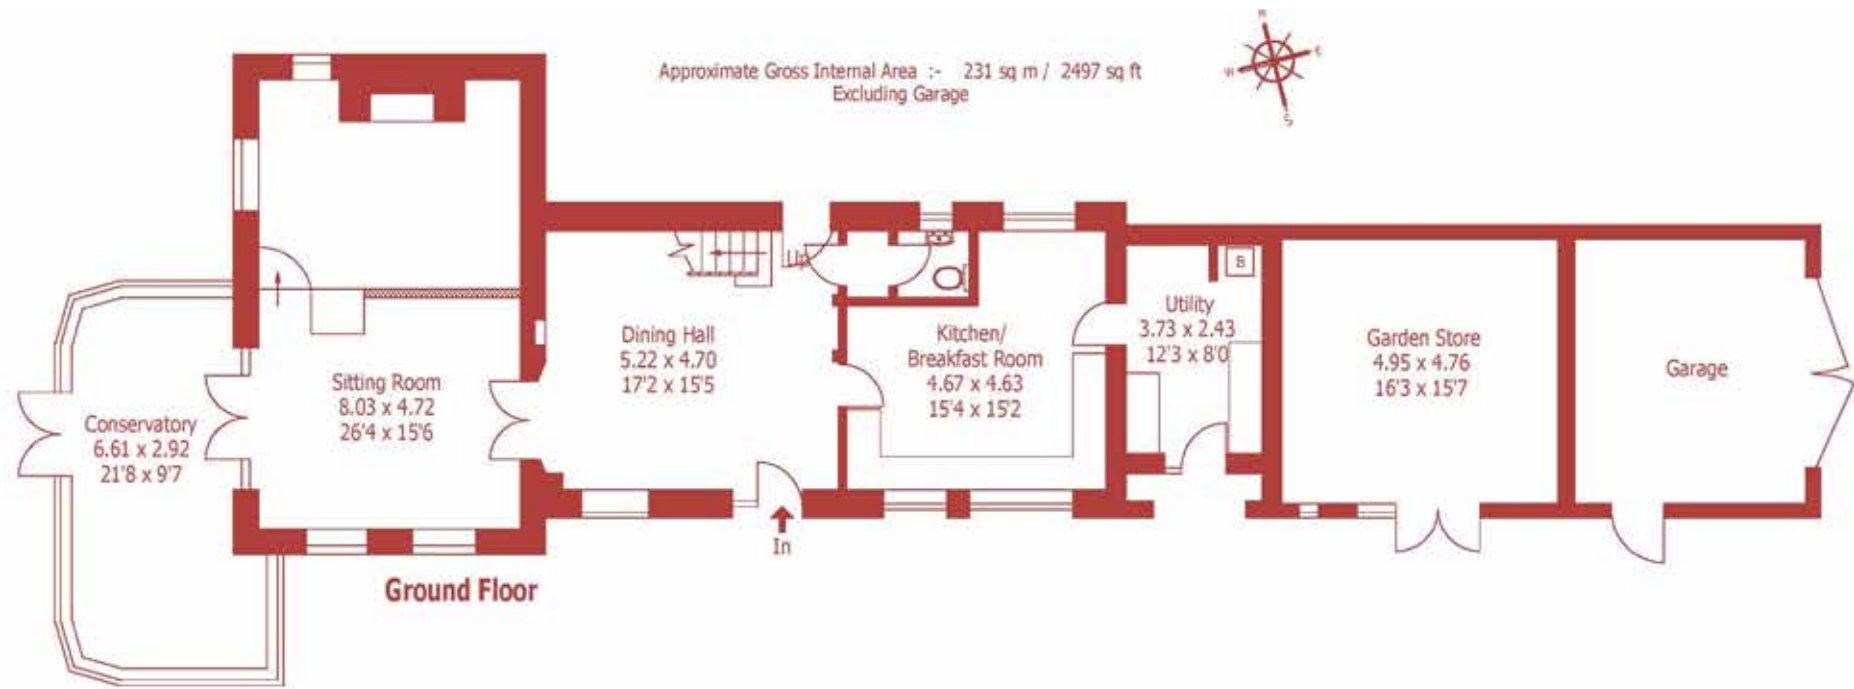 Approximate Gross Internal Area :- 231 sq m / 2497 sq ft
Excluding Garage
N
E
W
S
Up
B
Utility
3.73 x 2.43
12'3 x 8'0
Dining Hall
5.22 x 4.70
17'2 x 15'5
Kitchen/
Breakfast Room
4.67 x 4.63
15'4 x 15'2
Garden Store
4.95 x 4.76
16'3 x 15'7
Garage
Sitting Room
8.03 x 4.72
26'4 x 15'6
Conservatory
6.61 x 2.92
21'8 x 9'7
In
Ground Floor